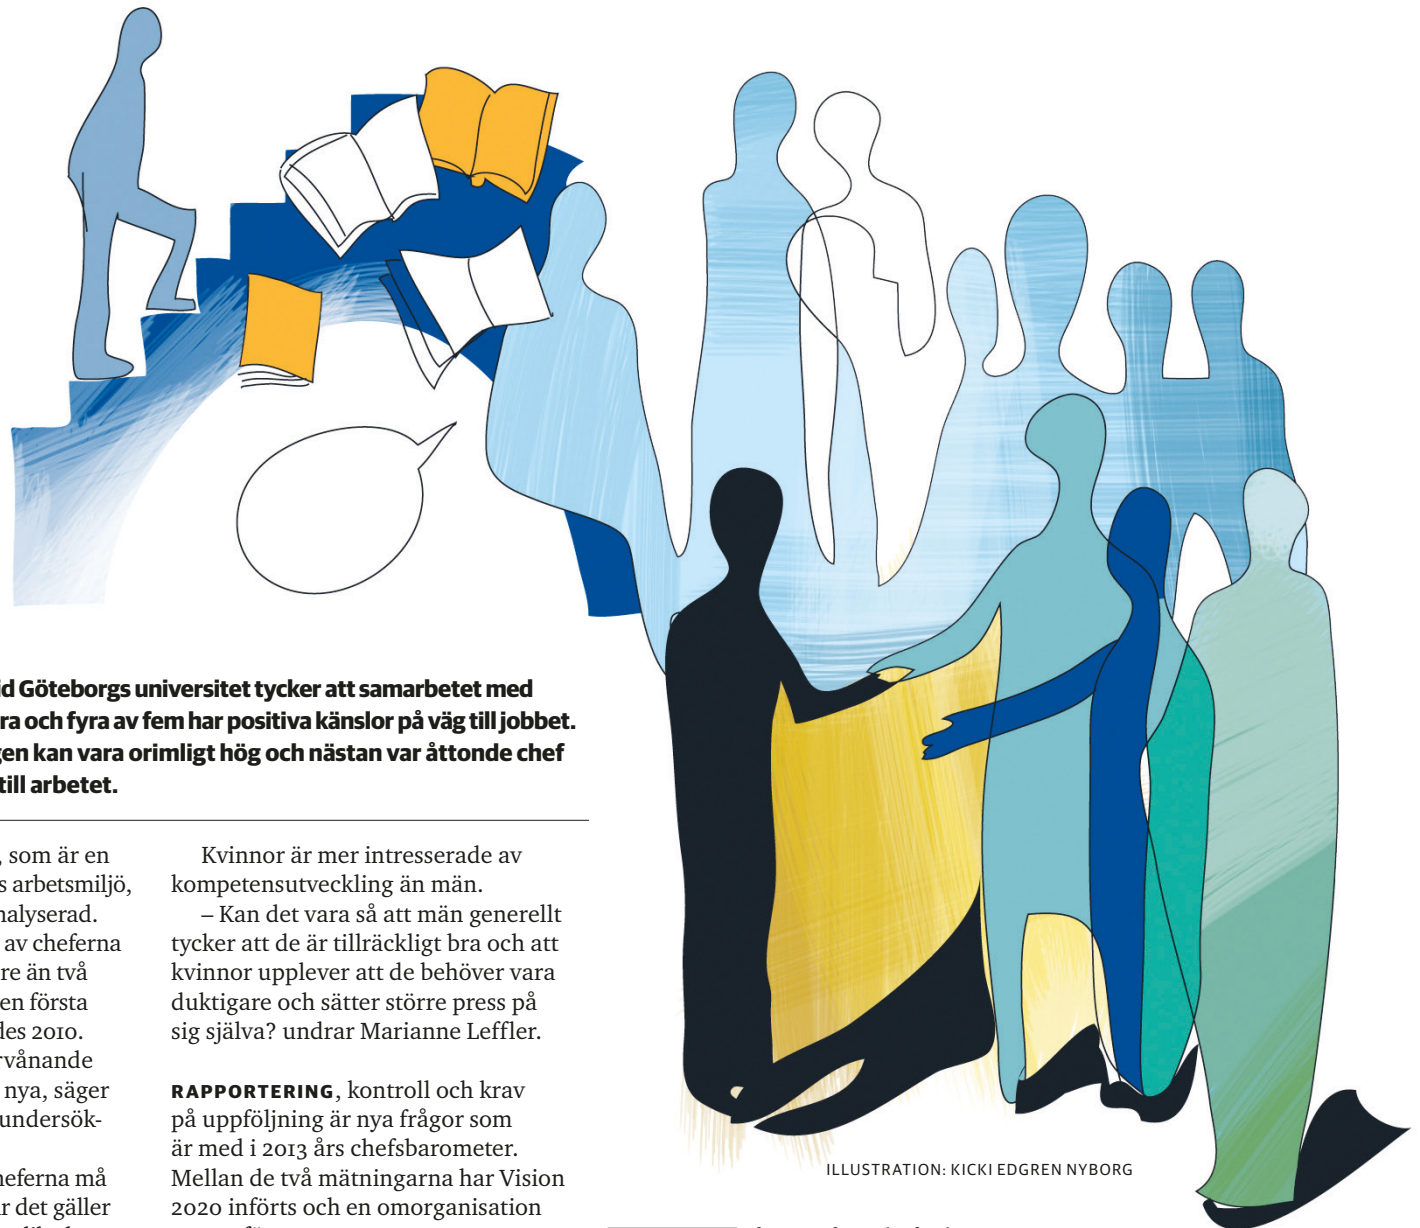 id Göteborgs universitet tycker att samarbetet med
ra och fyra av fem har positiva känslor på väg till jobbet.
gen kan vara orimligt hög och nästan var åttonde chef
till arbetet.
, som är en
s arbetsmiljö,
nalyserad.
av cheferna
re än två
en första
des 2010.
rvånande
nya, säger
undersök-
heferna må
r det gäller
Kvinnor är mer intresserade av
kompetensutveckling än män.
– Kan det vara så att män generellt
tycker att de är tillräckligt bra och att
kvinnor upplever att de behöver vara
duktigare och sätter större press på
sig själva? undrar Marianne Leffler.
RAPPORTERING, kontroll och krav
på uppföljning är nya frågor som
är med i 2013 års chefsbarometer.
Mellan de två mätningarna har Vision
2020 införts och en omorganisation
ILLUSTRATION: KICKI EDGREN NYBORG